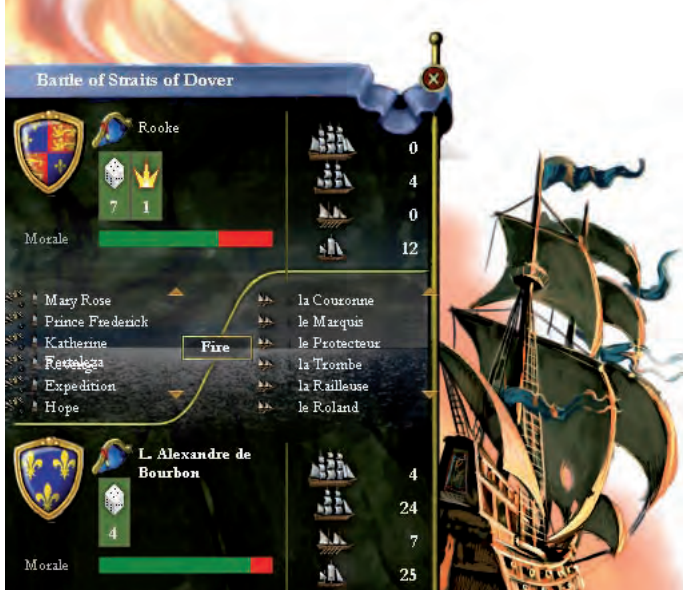 Battle of Straits of Dover
Rooke
0
4
7 1
0
Morale
12
Mary Rose
la Couronne
Prince Frederick
le Marquis
Katherine
le Protecteur
Fire
la Trombe
Expedition
la Railleuse
Hope
le Roland
L. Alexandre de
Bourbon
4
24
4
7
Morale
25